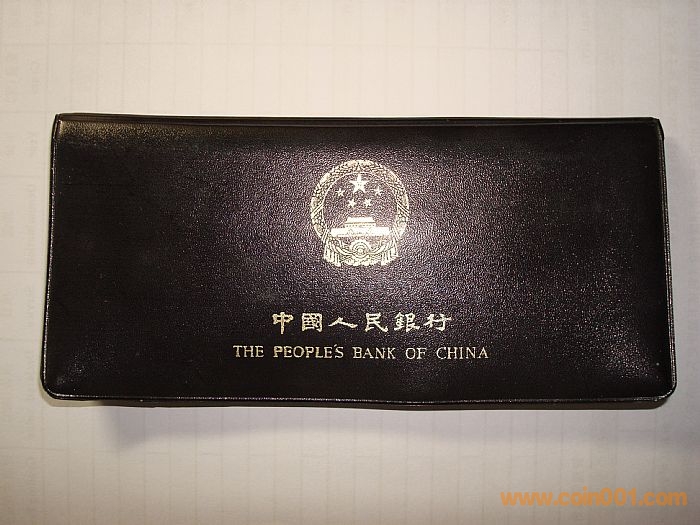 中國人民銀行
THE PEOPLE'S BANK OF CHINA
www.coin001.com